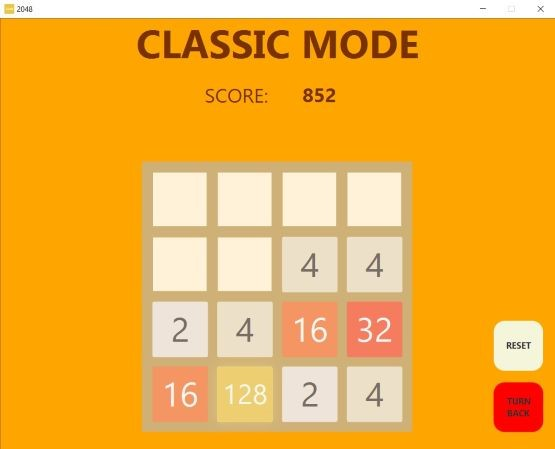 2048
CLASSIC MODE
SCORE: 852
4 4
2 4 16 32
16 128 2 4
RESET
TURN
BACK